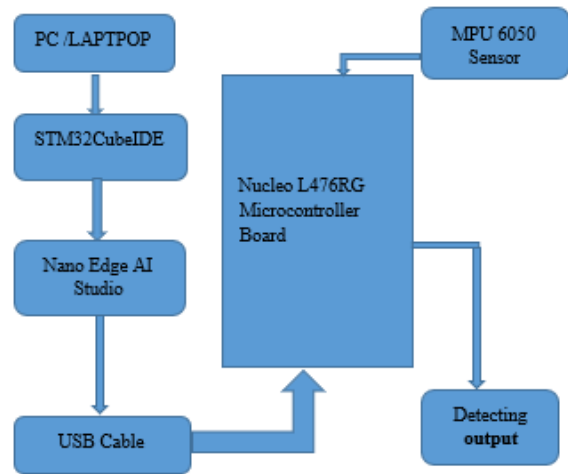 PC /LAPTPOP
STM32CubeIDE
Nano Edge AI
Studio
USB Cable
Nucleo L476RG
Microcontroller
Board
MPU 6050
Sensor
Detecting
output